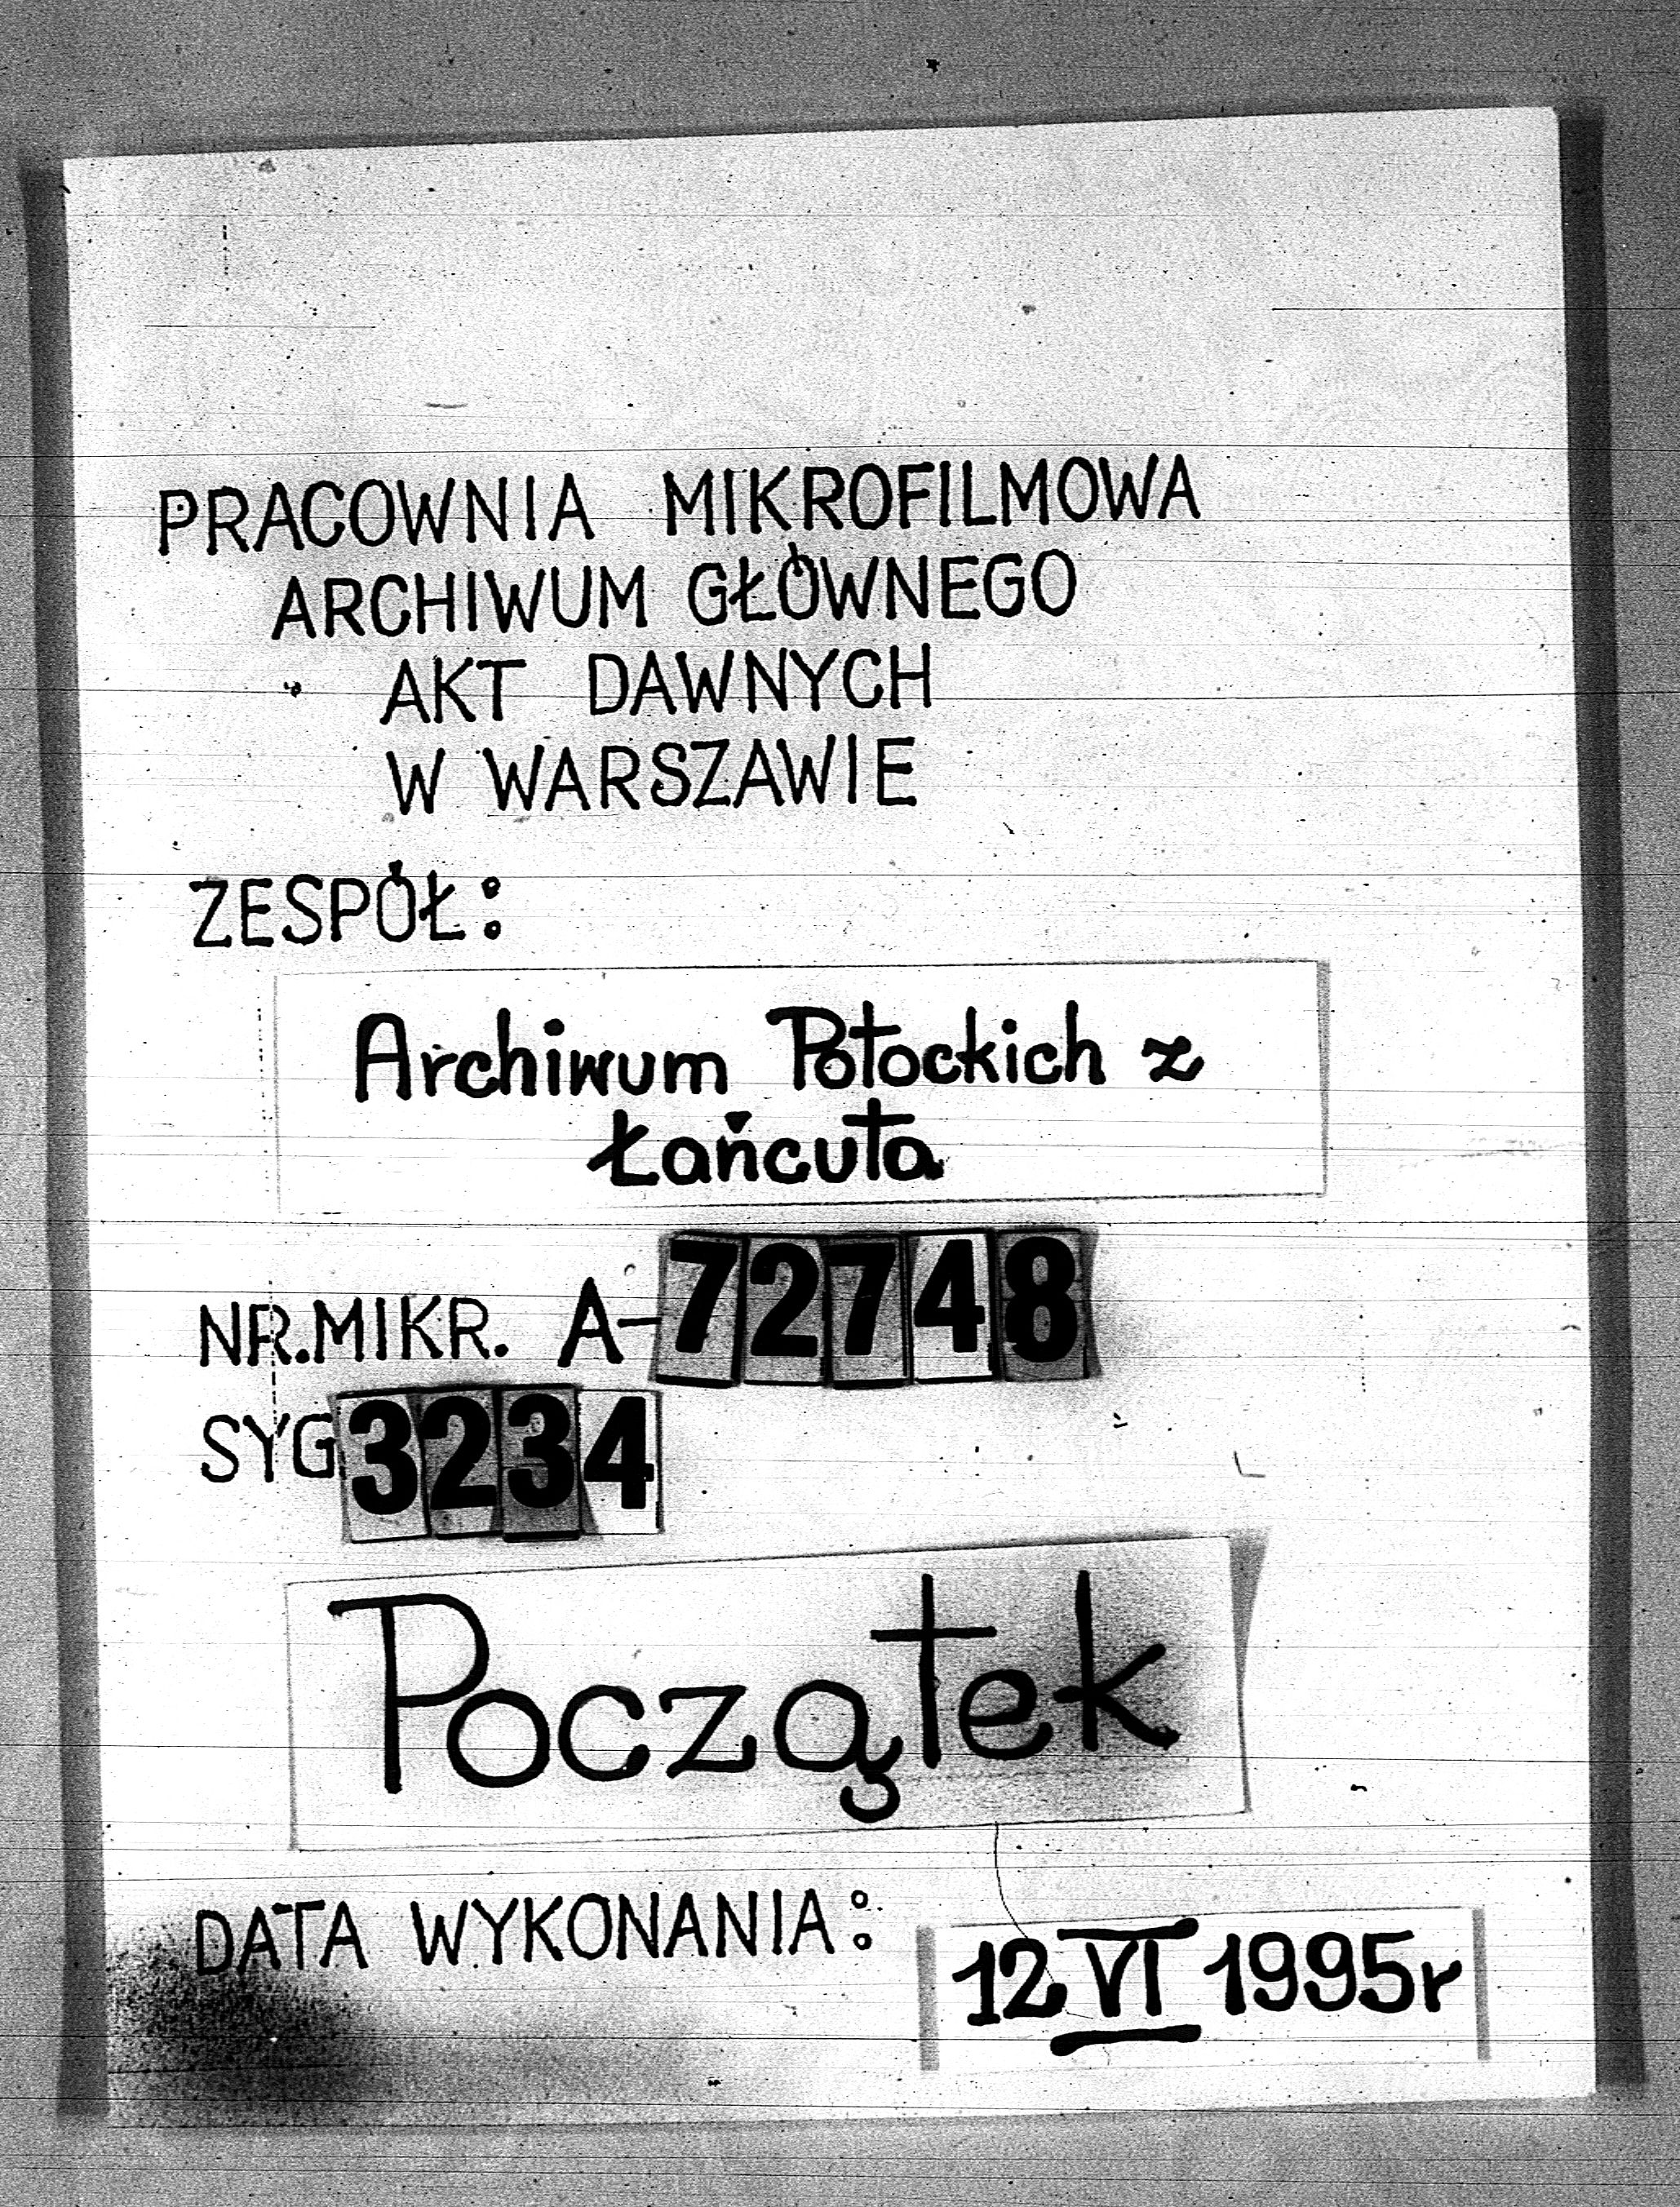 PRACOWNIA MIKROFILMOWA
ARCHIWUM GŁÓWNEGO
AKT DAWNYCH
W WARSZAWIE
ZESPÓŁ:
Archiwum Potockich z
Łańcuta
NR.MIKR. A-72748
SYG 3234
Początek
DATA WYKONANIA: 12 VI 1995r